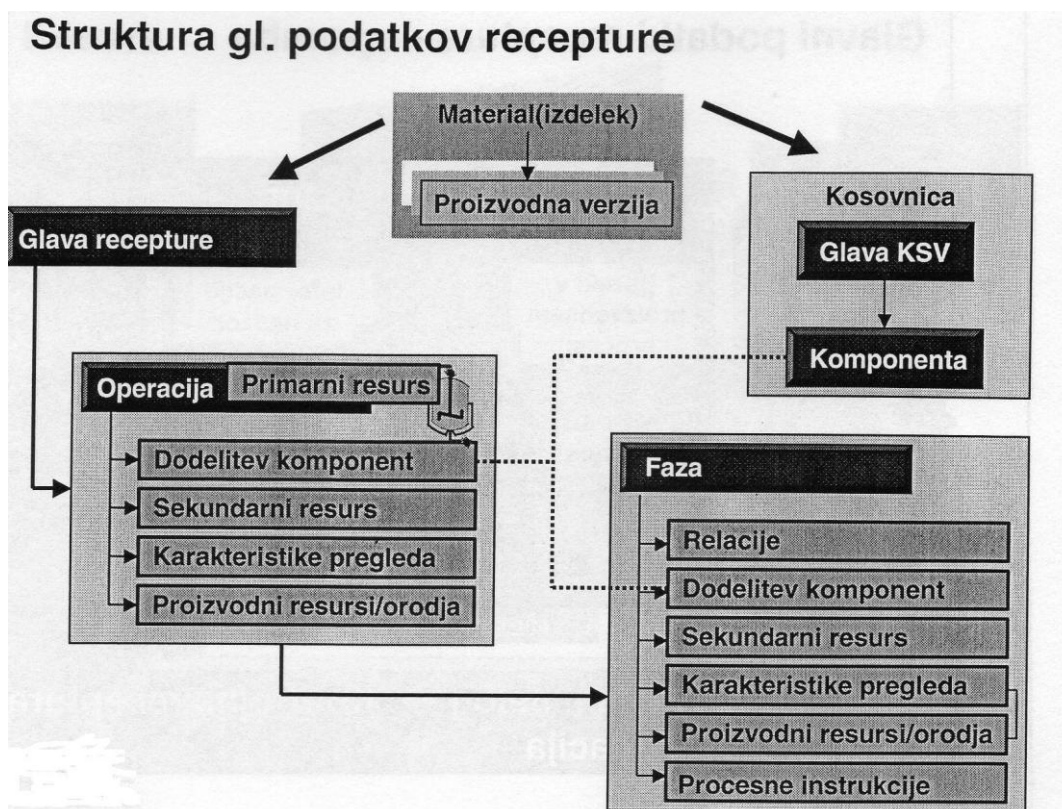 Struktura gl. podatkov recepture
Material(izdelek)
Proizvodna verzija
Glava recepture
Kosovnica
Glava KSV
Komponenta
Operacija
Primarni resurs
Dodelitev komponent
Sekundarni resurs
Karakteristike pregleda
Proizvodni resursi/orodja
Faza
Relacije
Dodelitev komponent
Sekundarni resurs
Karakteristike pregleda
Proizvodni resursi/orodja
Procesne instrukcije